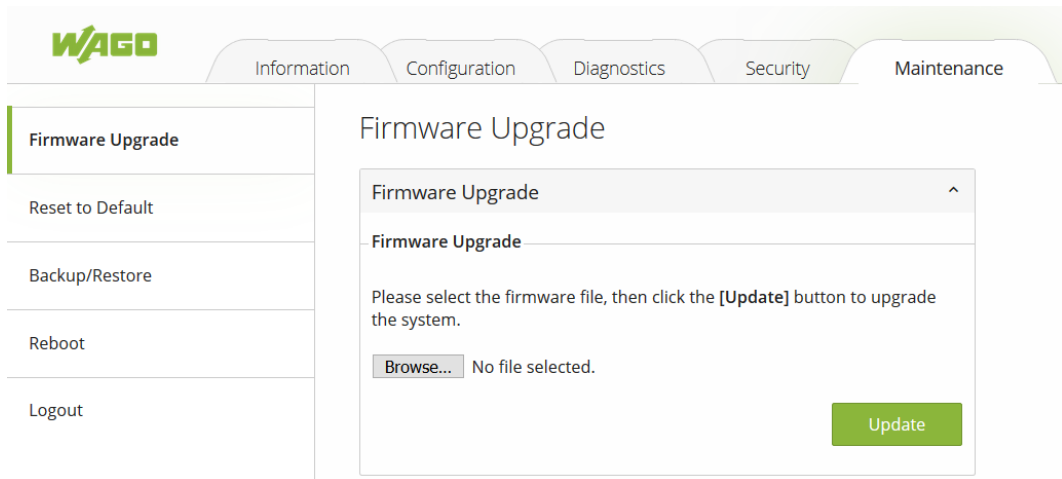 WAGO
Information Configuration Diagnostics Security Maintenance
Firmware Upgrade
Reset to Default
Backup/Restore
Reboot
Logout
Firmware Upgrade
Firmware Upgrade
Firmware Upgrade
Please select the firmware file, then click the [Update] button to upgrade
the system.
Browse... No file selected.
Update